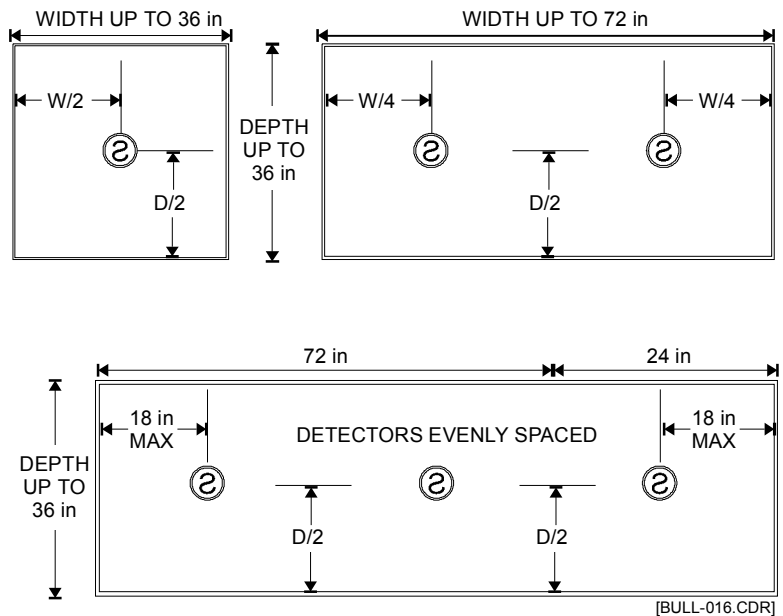 WIDTH UP TO 36 in
W/2
S
D/2
DEPTH
UP TO
36 in
WIDTH UP TO 72 in
W/4
W/4
S
S
D/2
72 in
24 in
18 in
MAX
DETECTORS EVENLY SPACED
18 in
MAX
DEPTH
UP TO
36 in
S
S
S
D/2
D/2
[BULL-016.CDR]